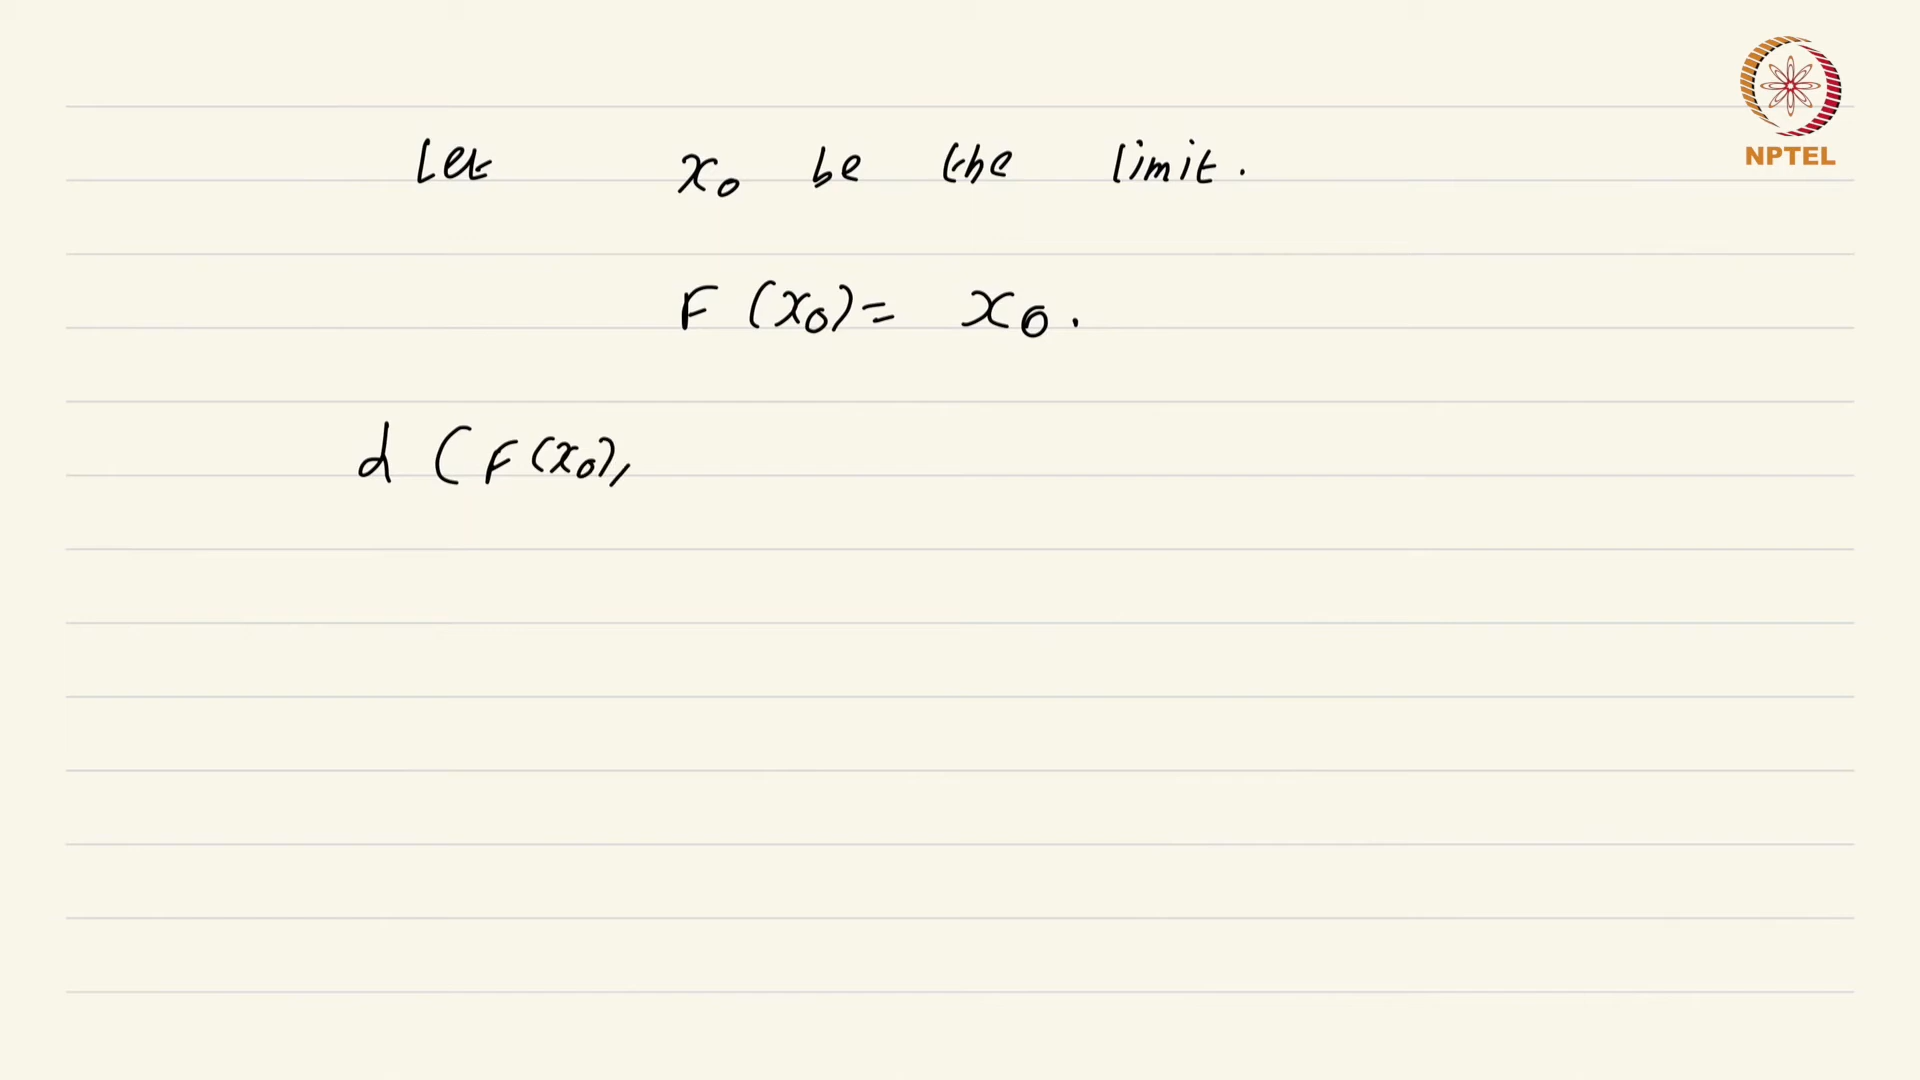 NPTEL
Let x₀ be the limit.
F (x₀) = x₀.
d ( F (x₀),